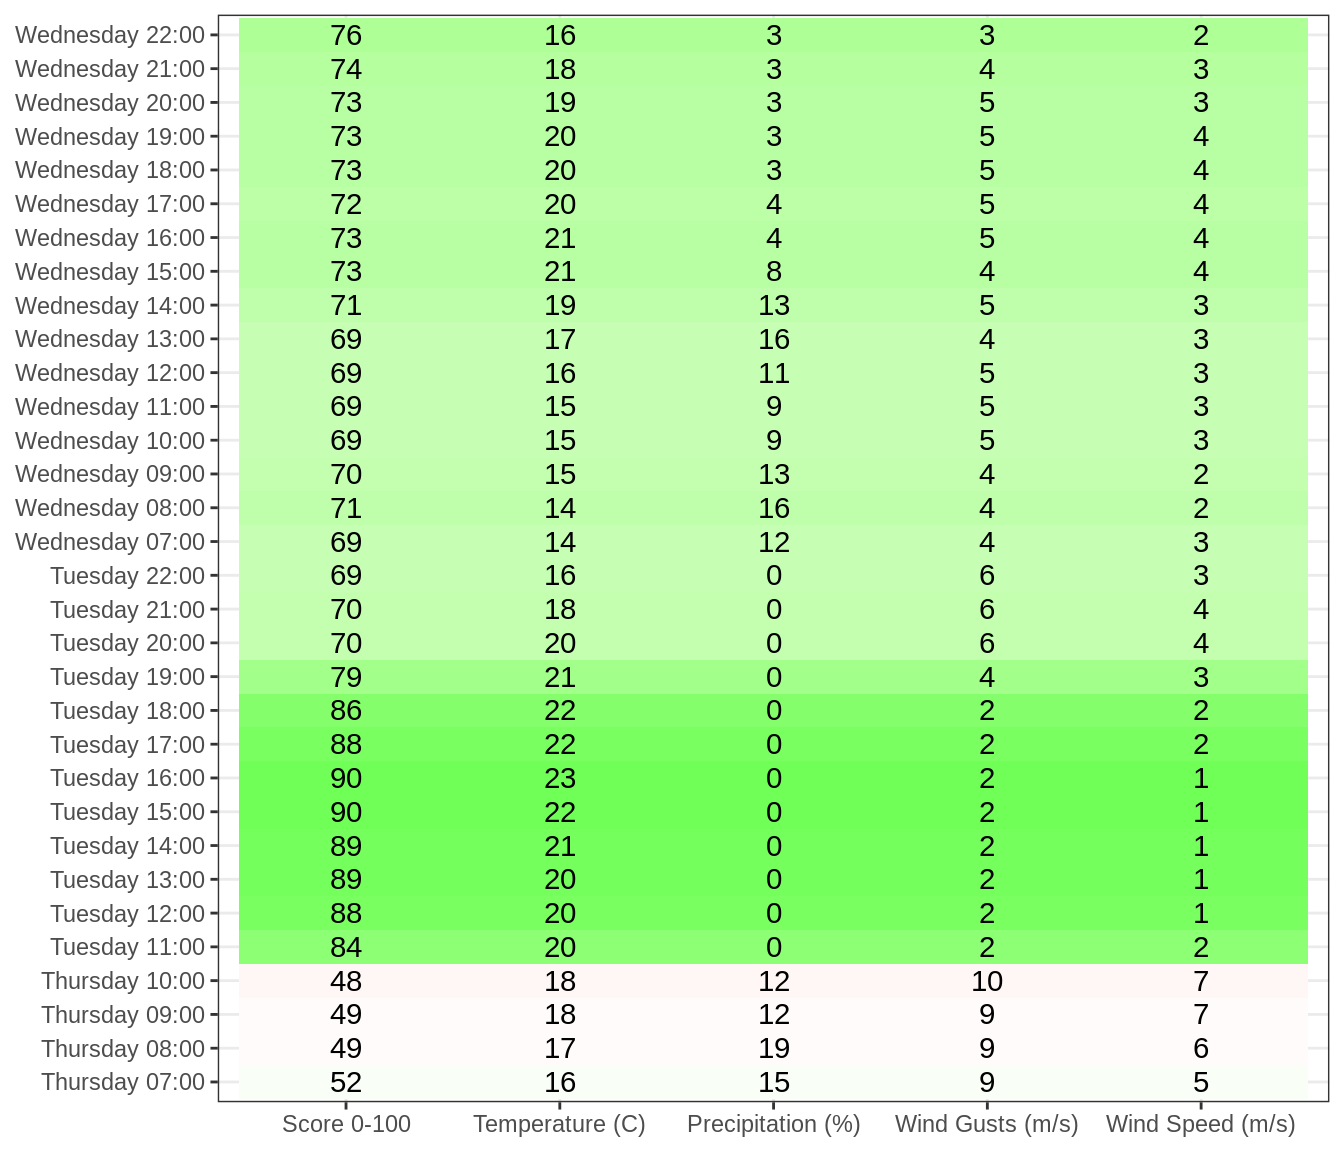 Wednesday 22:00 76 16 3 3 2
Wednesday 21:00 74 18 3 4 3
Wednesday 20:00 73 19 3 5 3
Wednesday 19:00 73 20 3 5 4
Wednesday 18:00 73 20 3 5 4
Wednesday 17:00 72 20 4 5 4
Wednesday 16:00 73 21 4 5 4
Wednesday 15:00 73 21 8 4 4
Wednesday 14:00 71 19 13 5 3
Wednesday 13:00 69 17 16 4 3
Wednesday 12:00 69 16 11 5 3
Wednesday 11:00 69 15 9 5 3
Wednesday 10:00 69 15 9 5 3
Wednesday 09:00 70 15 13 4 2
Wednesday 08:00 71 14 16 4 2
Wednesday 07:00 69 14 12 4 3
Tuesday 22:00 69 16 0 6 3
Tuesday 21:00 70 18 0 6 4
Tuesday 20:00 70 20 0 6 4
Tuesday 19:00 79 21 0 4 3
Tuesday 18:00 86 22 0 2 2
Tuesday 17:00 88 22 0 2 2
Tuesday 16:00 90 23 0 2 1
Tuesday 15:00 90 22 0 2 1
Tuesday 14:00 89 21 0 2 1
Tuesday 13:00 89 20 0 2 1
Tuesday 12:00 88 20 0 2 1
Tuesday 11:00 84 20 0 2 2
Thursday 10:00 48 18 12 10 7
Thursday 09:00 49 18 12 9 7
Thursday 08:00 49 17 19 9 6
Thursday 07:00 52 16 15 9 5
Score 0-100 Temperature (C) Precipitation (%) Wind Gusts (m/s) Wind Speed (m/s)